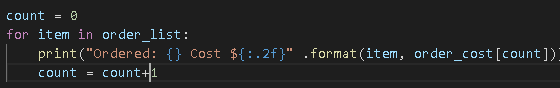 count = 0
for item in order_list:
    print("Ordered: {} Cost ${:.2f}" .format(item, order_cost[count]))
    count = count+1